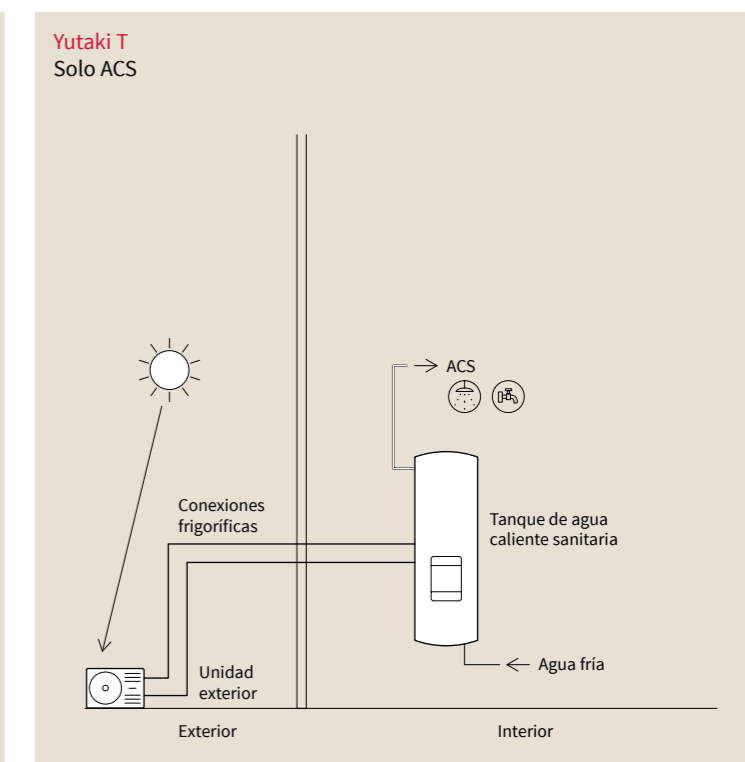 Yutaki T
Solo ACS
ACS
Conexiones
frigoríficas
Tanque de agua
caliente sanitaria
Unidad
exterior
Agua fría
Exterior
Interior